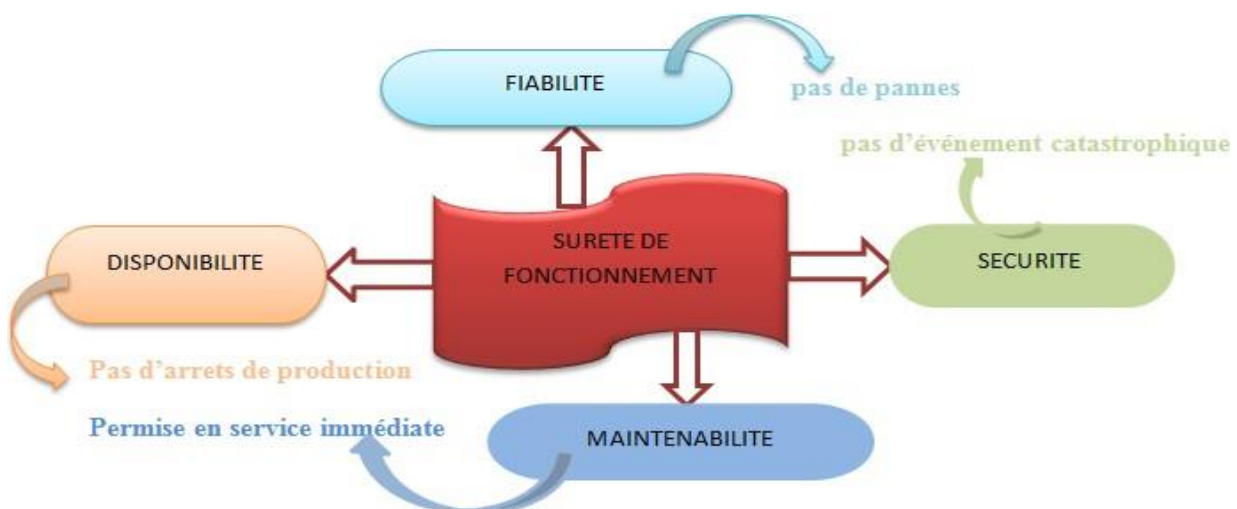 FIABILITE
pas de pannes
pas d'événement catastrophique
SURETE DE
FONCTIONNEMENT
DISPONIBILITE
SÉCURITE
Pas d'arrets de production
Permise en service immédiate
MAINTENABILITE